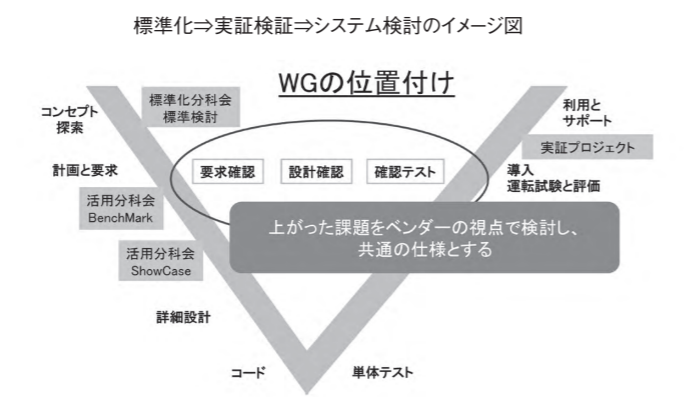 標準化⇒実証検証⇒システム検討のイメージ図
WGの位置付け
コンセプト
探索
標準化分科会
標準検討
利用と
サポート
実証プロジェクト
計画と要求
要求確認
設計確認
確認テスト
導入
運転試験と評価
活用分科会
BenchMark
上がった課題をベンダーの視点で検討し、
共通の仕様とする
活用分科会
ShowCase
詳細設計
コード
単体テスト